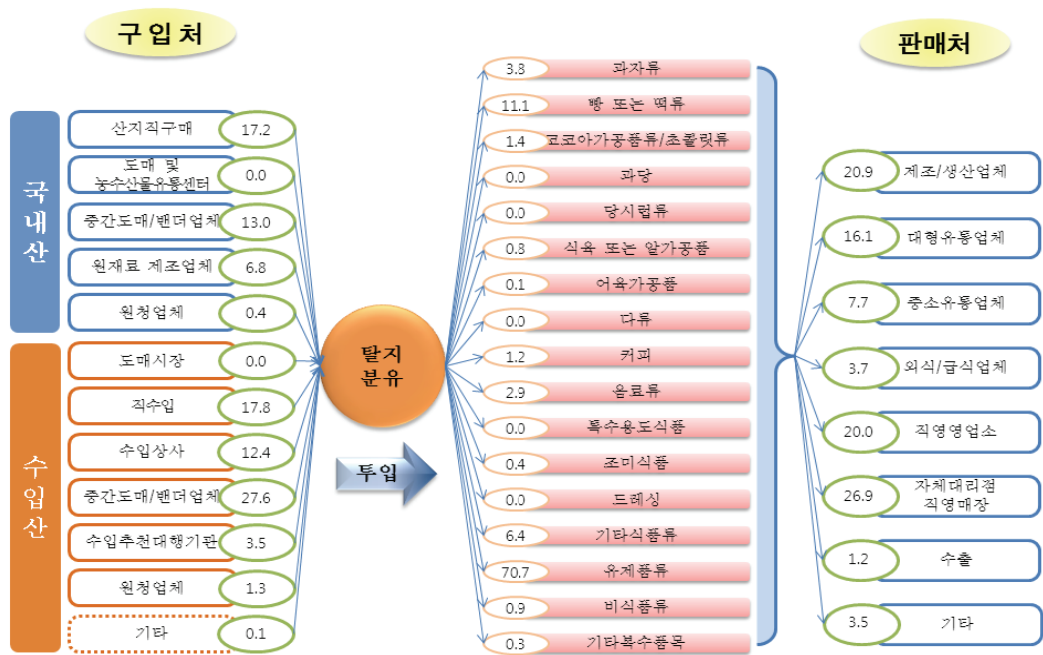 구입처
국내산
산지직구매
17.2
도매 및
농수산물유통센터
0.0
중간도매/밴더업체
13.0
원재료 제조업체
6.8
원청업체
0.4
수입산
도매시장
0.0
직수입
17.8
수입상사
12.4
중간도매/밴더업체
27.6
수입추천대행기관
3.5
원청업체
1.3
기타
0.1
탈지
분유
투입
3.8
과자류
11.1
빵 또는 떡류
1.4
코코아가공품류/초콜릿류
0.0
과당
0.0
당시럽류
0.8
식육 또는 알가공품
0.1
어육가공품
0.0
다류
1.2
커피
2.9
음료류
0.0
특수용도식품
0.4
조미식품
0.0
드레싱
6.4
기타식품류
70.7
유제품류
0.9
비식품류
0.3
기타복수품목
판매처
20.9
제조/생산업체
16.1
대형유통업체
7.7
중소유통업체
3.7
외식/급식업체
20.0
직영영업소
26.9
자체대리점
직영매장
1.2
수출
3.5
기타